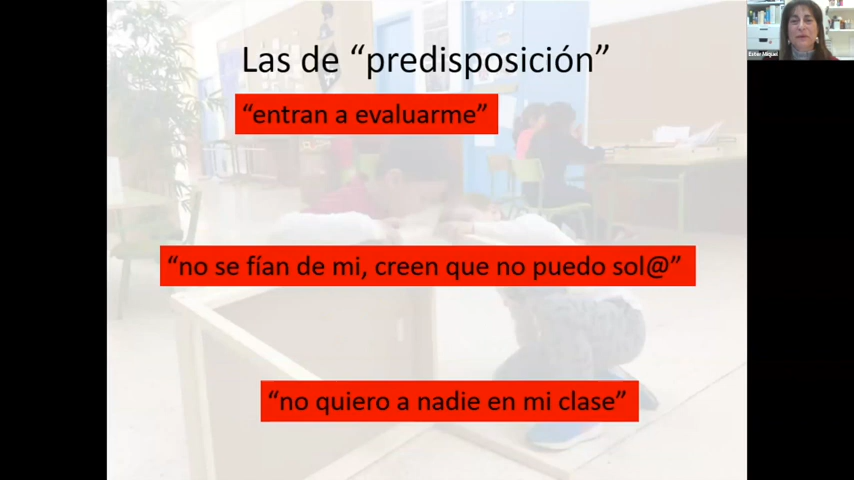 Las de “predisposición”
“entran a evaluarme”
“no se fían de mi, creen que no puedo sol@”
“no quiero a nadie en mi clase”
Ester Miquel